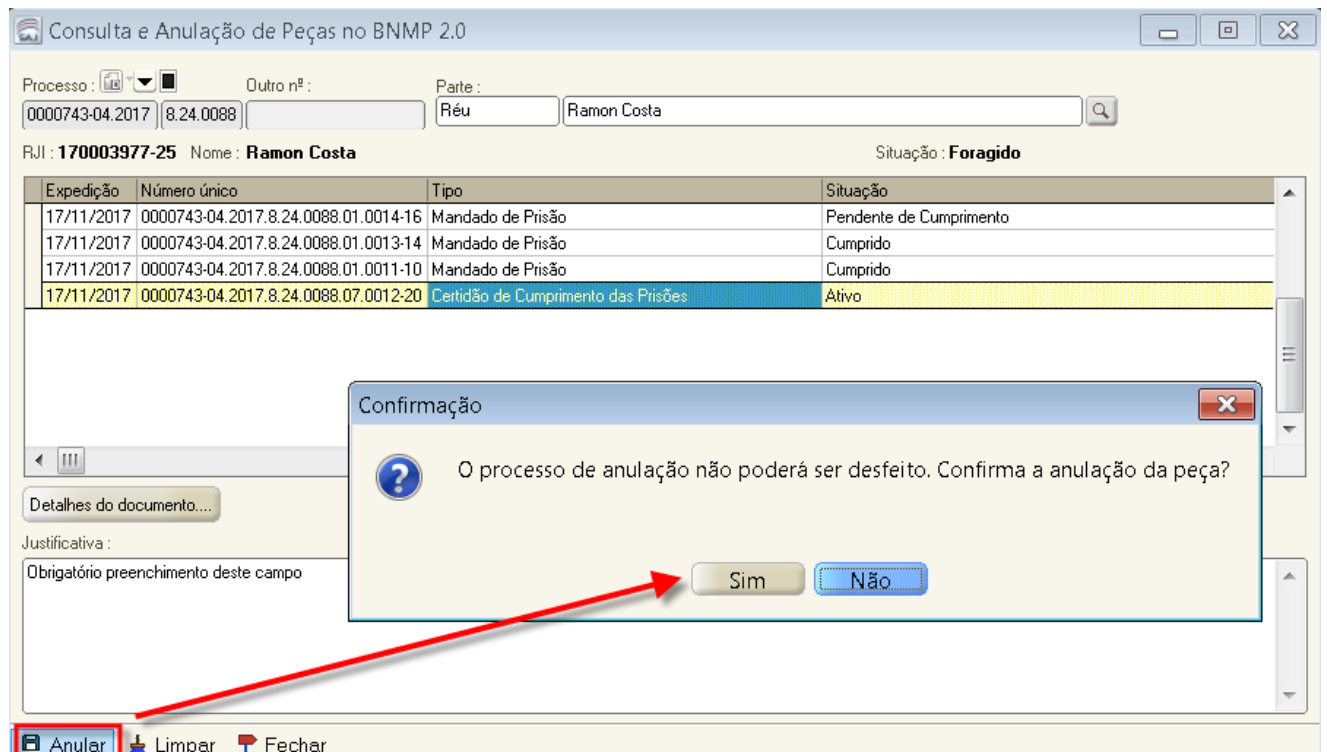 Consulta e Anulação de Peças no BNMP 2.0
Processo : Outro nº : Parte :
0000743-04.2017 8.24.0088 Réu Ramon Costa
RJI : 170003977-25 Nome : Ramon Costa Situação : Foragido
Expedição Número único Tipo Situação
17/11/2017 0000743-04.2017.8.24.0088.01.0014-16 Mandado de Prisão Pendente de Cumprimento
17/11/2017 0000743-04.2017.8.24.0088.01.0013-14 Mandado de Prisão Cumprido
17/11/2017 0000743-04.2017.8.24.0088.01.0011-10 Mandado de Prisão Cumprido
17/11/2017 0000743-04.2017.8.24.0088.07.0012-20 Certidão de Cumprimento das Prisões Ativo
Confirmação
O processo de anulação não poderá ser desfeito. Confirma a anulação da peça?
Sim Não
Detalhes do documento....
Justificativa :
Obrigatório preenchimento deste campo
Anular Limpar Fechar